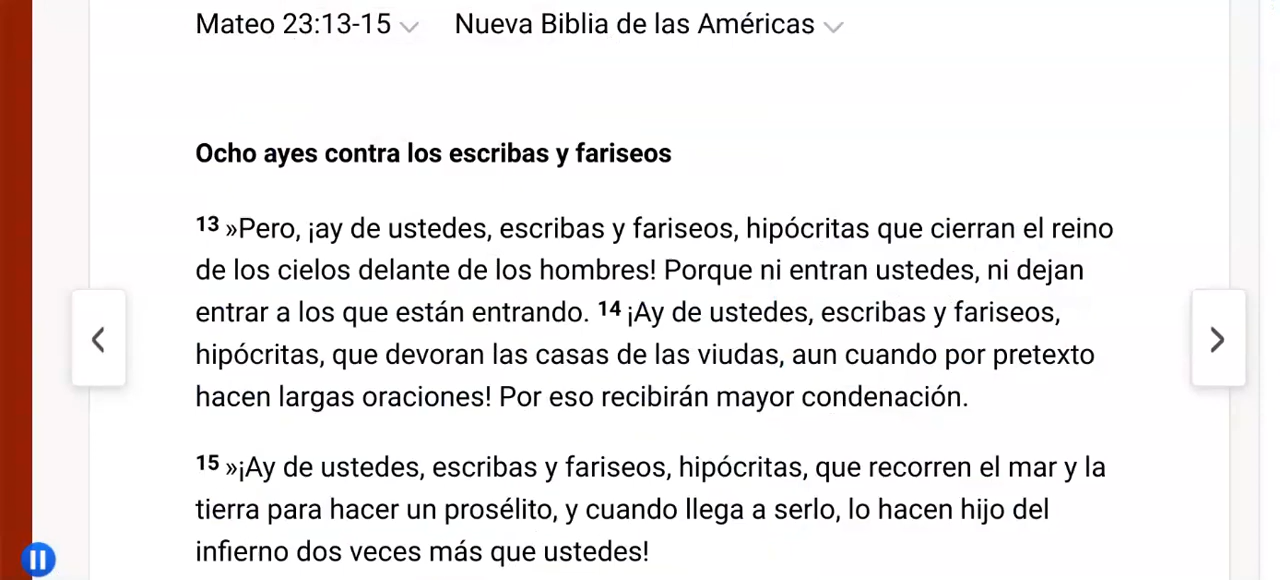 Mateo 23:13-15 Nueva Biblia de las Américas
Ocho ayes contra los escribas y fariseos
13 »Pero, ¡ay de ustedes, escribas y fariseos, hipócritas que cierran el reino
de los cielos delante de los hombres! Porque ni entran ustedes, ni dejan
entrar a los que están entrando. 14 ¡Ay de ustedes, escribas y fariseos,
hipócritas, que devoran las casas de las viudas, aun cuando por pretexto
hacen largas oraciones! Por eso recibirán mayor condenación.
15 »¡Ay de ustedes, escribas y fariseos, hipócritas, que recorren el mar y la
tierra para hacer un prosélito, y cuando llega a serlo, lo hacen hijo del
infierno dos veces más que ustedes!